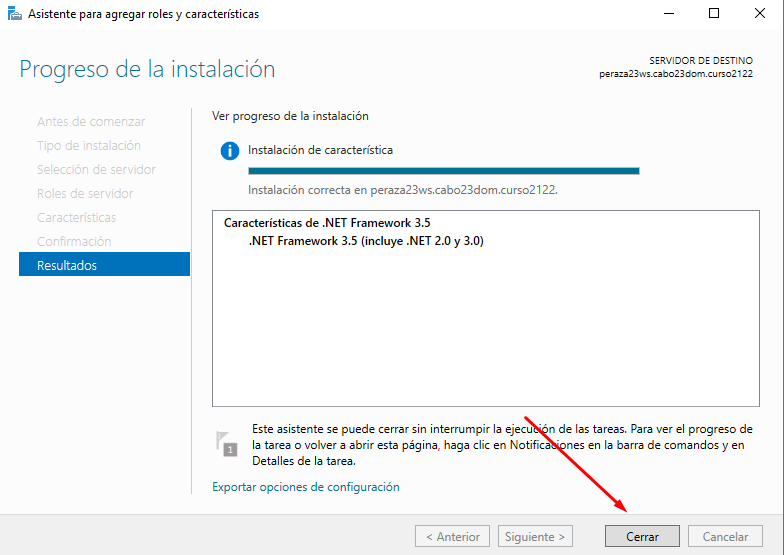 Asistente para agregar roles y características
Progreso de la instalación
SERVIDOR DE DESTINO
peraza23ws.cabo23dom.curso2122
Antes de comenzar
Tipo de instalación
Selección de servidor
Roles de servidor
Características
Confirmación
Resultados
Ver progreso de la instalación
Instalación de característica
Instalación correcta en peraza23ws.cabo23dom.curso2122.
Características de .NET Framework 3.5
.NET Framework 3.5 (incluye .NET 2.0 y 3.0)
1
Este asistente se puede cerrar sin interrumpir la ejecución de las tareas. Para ver el progreso de
la tarea o volver a abrir esta página, haga clic en Notificaciones en la barra de comandos y en
Detalles de la tarea.
Exportar opciones de configuración
< Anterior
Siguiente >
Cerrar
Cancelar